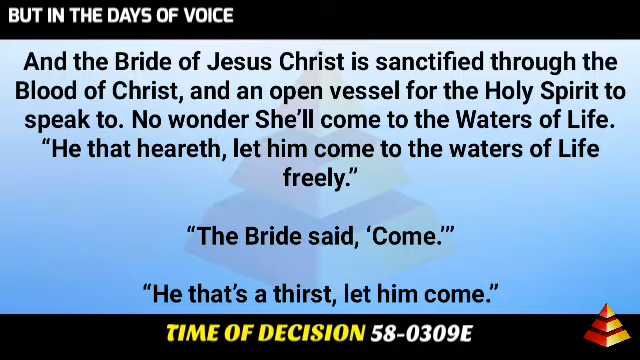 BUT IN THE DAYS OF VOICE
And the Bride of Jesus Christ is sanctified through the
Blood of Christ, and an open vessel for the Holy Spirit to
speak to. No wonder She’ll come to the Waters of Life.
“He that heareth, let him come to the waters of Life
freely.”
“The Bride said, ‘Come.’”
“He that’s a thirst, let him come.”
TIME OF DECISION 58-0309E